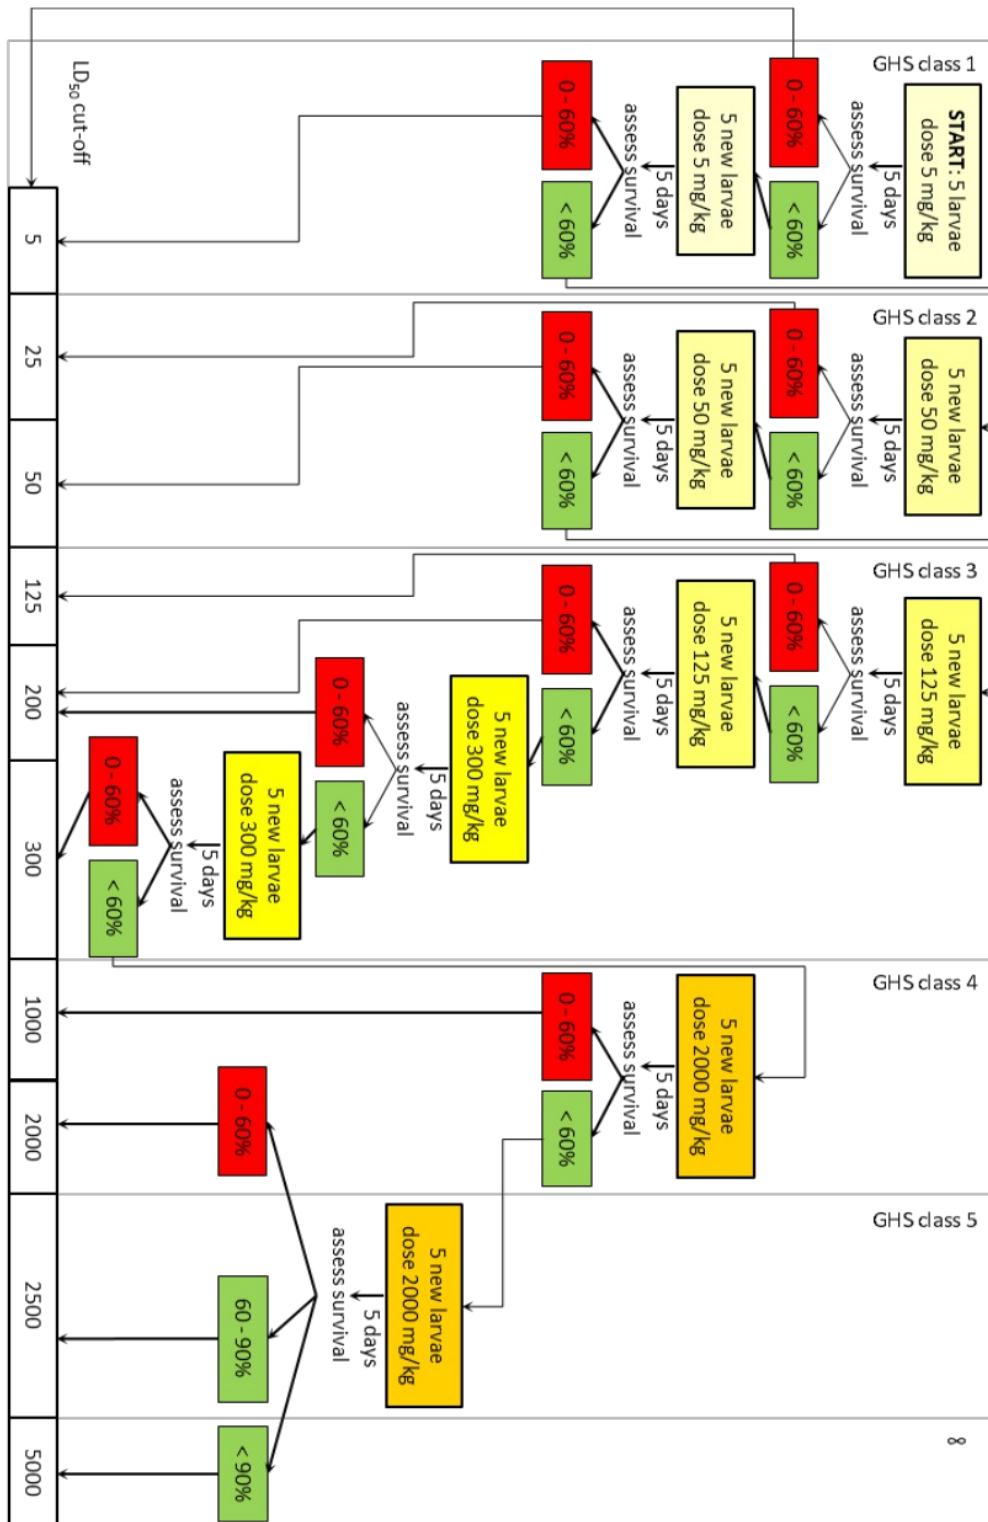 GHS class 1
START: 5 larvae
dose 5 mg/kg
5 days
assess survival
0 - 60%
< 60%
5 new larvae
dose 5 mg/kg
5 days
assess survival
0 - 60%
< 60%
GHS class 2
5 new larvae
dose 50 mg/kg
5 days
assess survival
0 - 60%
< 60%
5 new larvae
dose 50 mg/kg
5 days
assess survival
0 - 60%
< 60%
GHS class 3
5 new larvae
dose 125 mg/kg
5 days
assess survival
0 - 60%
< 60%
5 new larvae
dose 125 mg/kg
5 days
assess survival
0 - 60%
< 60%
5 new larvae
dose 300 mg/kg
5 days
assess survival
0 - 60%
< 60%
5 new larvae
dose 300 mg/kg
5 days
assess survival
0 - 60%
< 60%
GHS class 4
5 new larvae
dose 2000 mg/kg
5 days
assess survival
0 - 60%
< 60%
GHS class 5
5 new larvae
dose 2000 mg/kg
5 days
assess survival
0 - 60%
60 - 90%
< 90%
∞
LD50 cut-off
5
25
50
125
200
300
1000
2000
2500
5000